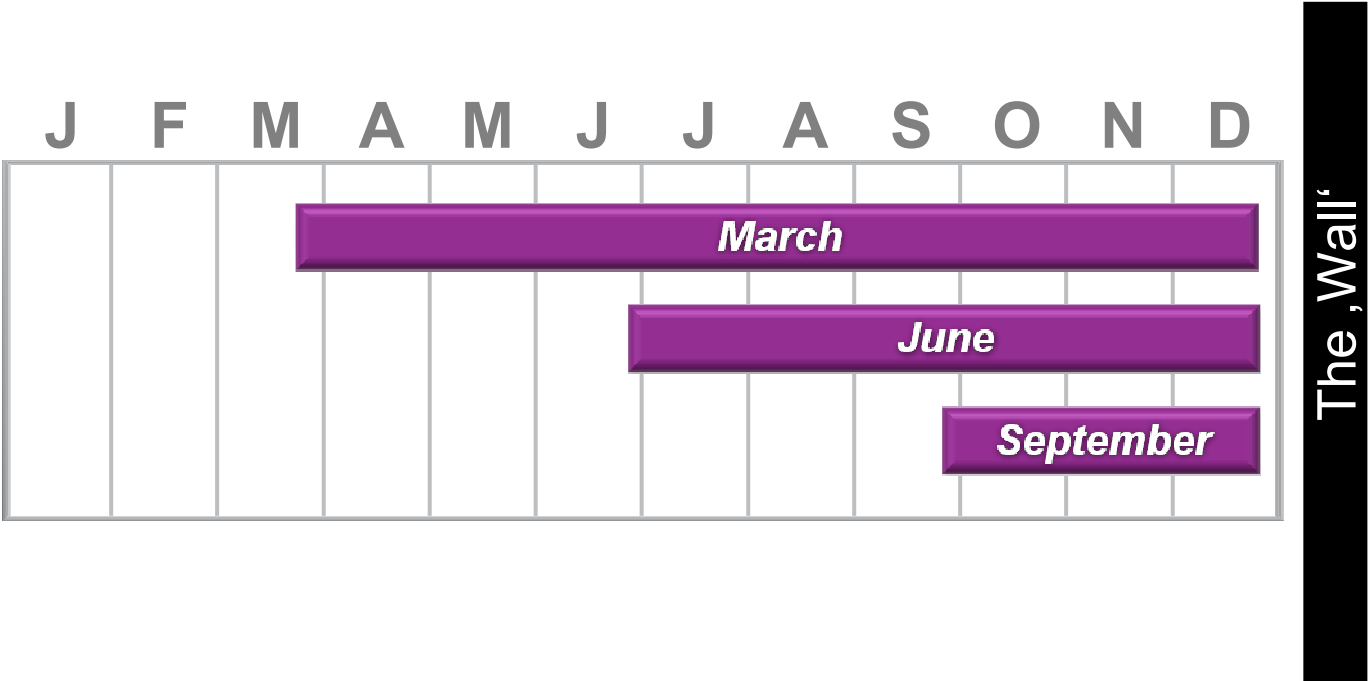 J F M A M J J A S O N D
March
June
September
The ‚Wall‘